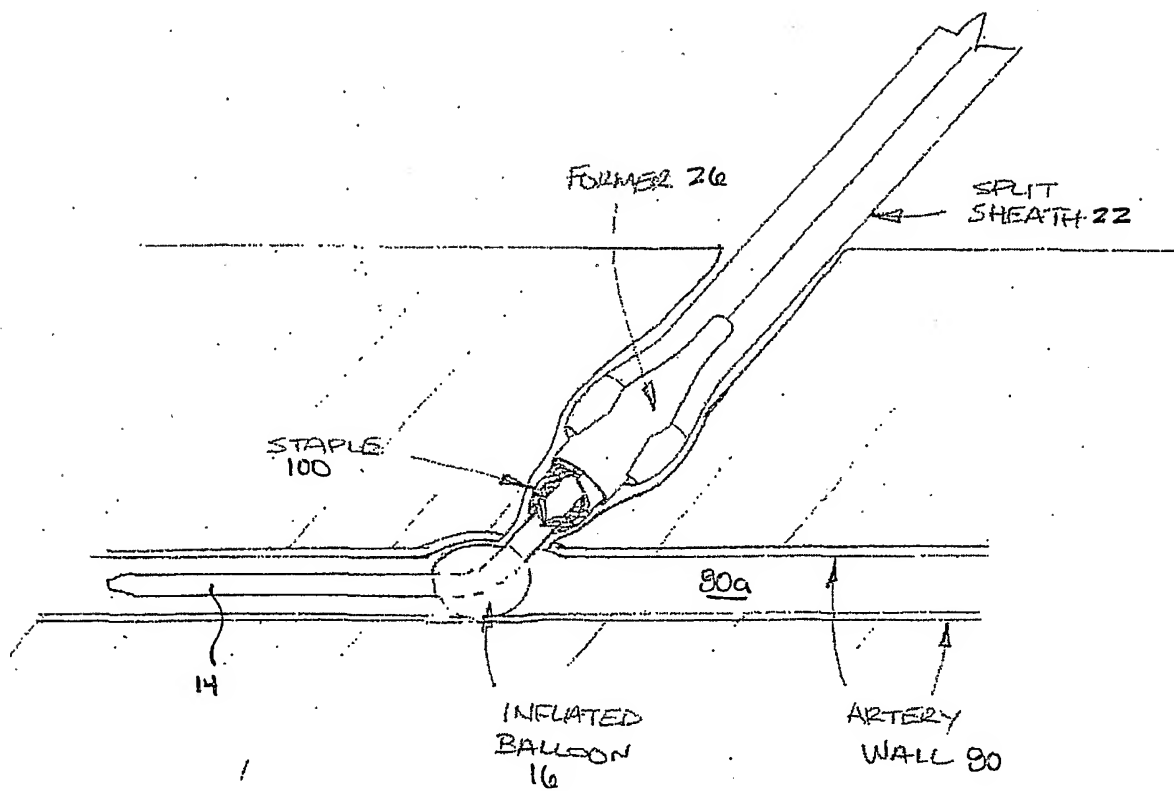 FORMER 26
SPLIT
SHEATH 22
STAPLE
100
90a
14
INFLATED
BALLOON
16
ARTERY
WALL 90